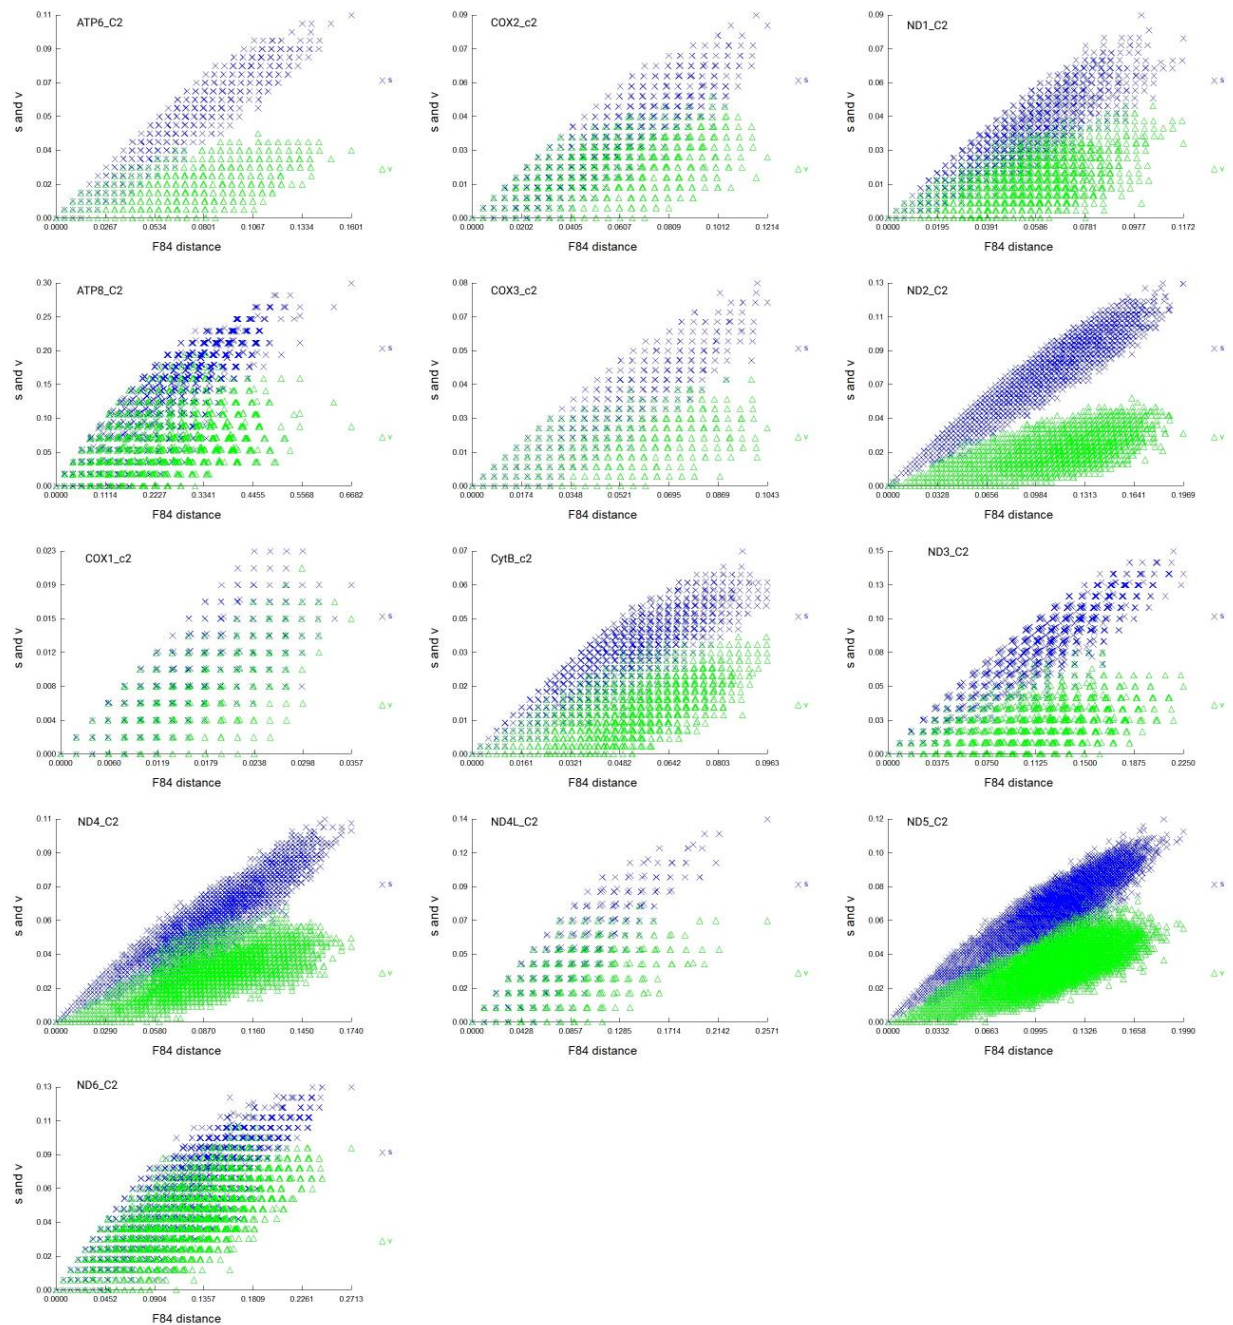 ATP6_C2
s and v
0.11
0.09
0.07
0.05
0.04
0.02
0.00
0.0000 0.0267 0.0534 0.0801 0.1067 0.1334 0.1601
F84 distance
s
v
COX2_c2
s and v
0.09
0.07
0.06
0.04
0.03
0.01
0.00
0.0000 0.0202 0.0405 0.0607 0.0809 0.1012 0.1214
F84 distance
s
v
ND1_C2
s and v
0.09
0.07
0.06
0.04
0.03
0.01
0.00
0.0000 0.0195 0.0391 0.0586 0.0781 0.0977 0.1172
F84 distance
s
v
ATP8_C2
s and v
0.30
0.25
0.20
0.15
0.10
0.05
0.00
0.0000 0.1114 0.2227 0.3341 0.4455 0.5568 0.6682
F84 distance
s
v
COX3_c2
s and v
0.08
0.07
0.05
0.04
0.03
0.01
0.00
0.0000 0.0174 0.0348 0.0521 0.0695 0.0869 0.1043
F84 distance
s
v
ND2_C2
s and v
0.13
0.11
0.09
0.07
0.04
0.02
0.00
0.0000 0.0328 0.0656 0.0984 0.1313 0.1641 0.1969
F84 distance
s
v
COX1_c2
s and v
0.023
0.019
0.015
0.012
0.008
0.004
0.000
0.0000 0.0060 0.0119 0.0179 0.0238 0.0298 0.0357
F84 distance
s
v
CytB_c2
s and v
0.07
0.06
0.05
0.03
0.02
0.01
0.00
0.0000 0.0161 0.0321 0.0482 0.0642 0.0803 0.0963
F84 distance
s
v
ND3_C2
s and v
0.15
0.13
0.10
0.08
0.05
0.03
0.00
0.0000 0.0375 0.0750 0.1125 0.1500 0.1875 0.2250
F84 distance
s
v
ND4_C2
s and v
0.11
0.09
0.07
0.06
0.04
0.02
0.00
0.0000 0.0290 0.0580 0.0870 0.1160 0.1450 0.1740
F84 distance
s
v
ND4L_C2
s and v
0.14
0.12
0.09
0.07
0.05
0.02
0.00
0.0000 0.0428 0.0857 0.1285 0.1714 0.2142 0.2571
F84 distance
s
v
ND5_C2
s and v
0.12
0.10
0.08
0.06
0.04
0.02
0.00
0.0000 0.0332 0.0663 0.0995 0.1326 0.1658 0.1990
F84 distance
s
v
ND6_C2
s and v
0.13
0.11
0.09
0.06
0.04
0.02
0.00
0.0000 0.0452 0.0904 0.1357 0.1809 0.2261 0.2713
F84 distance
s
v